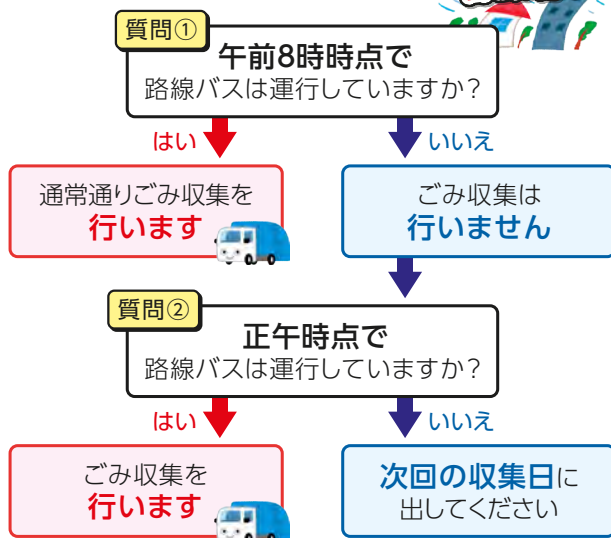 質問①
午前8時時点で
路線バスは運行していますか？
はい
いいえ
通常通りごみ収集を
行います
ごみ収集は
行いません
質問②
正午時点で
路線バスは運行していますか？
はい
いいえ
ごみ収集を
行います
次回の収集日に
出してください